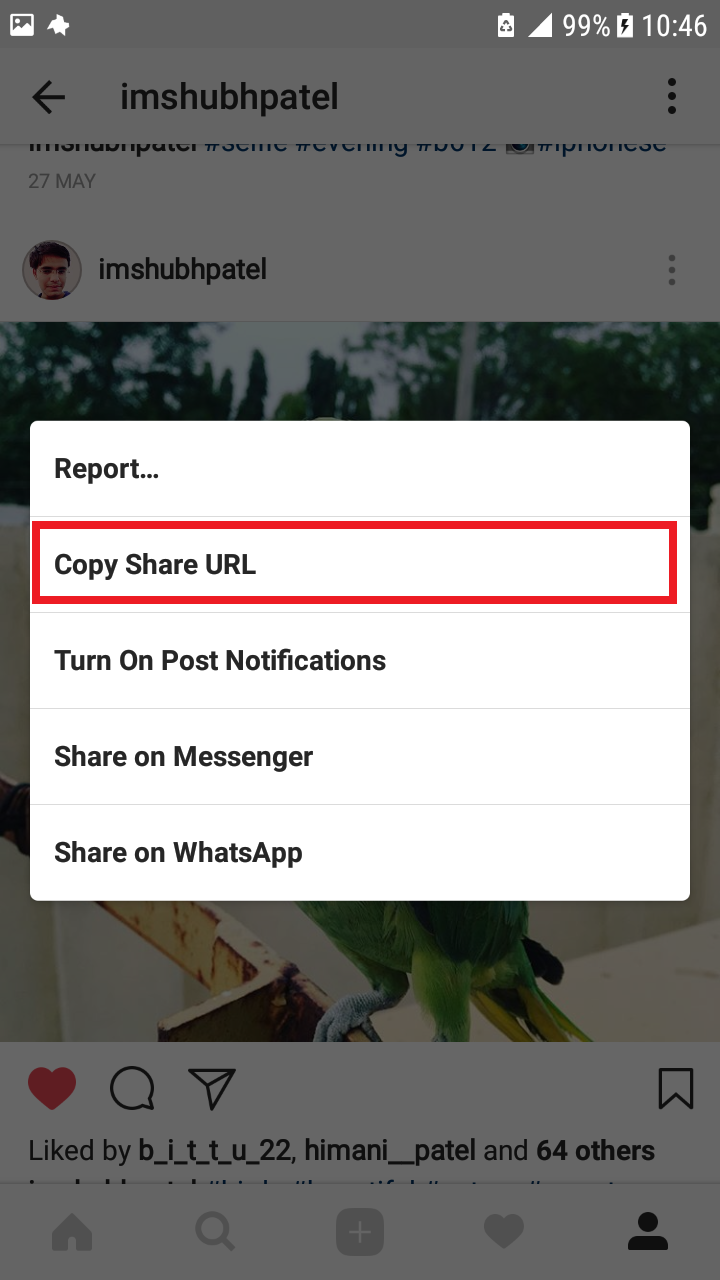 99% 10:46
imshubhpatel
imshubhpatel #selfie #evening #b612 #iphonese
27 MAY
imshubhpatel
Report...
Copy Share URL
Turn On Post Notifications
Share on Messenger
Share on WhatsApp
Liked by b_i_t_t_u_22, himani__patel and 64 others